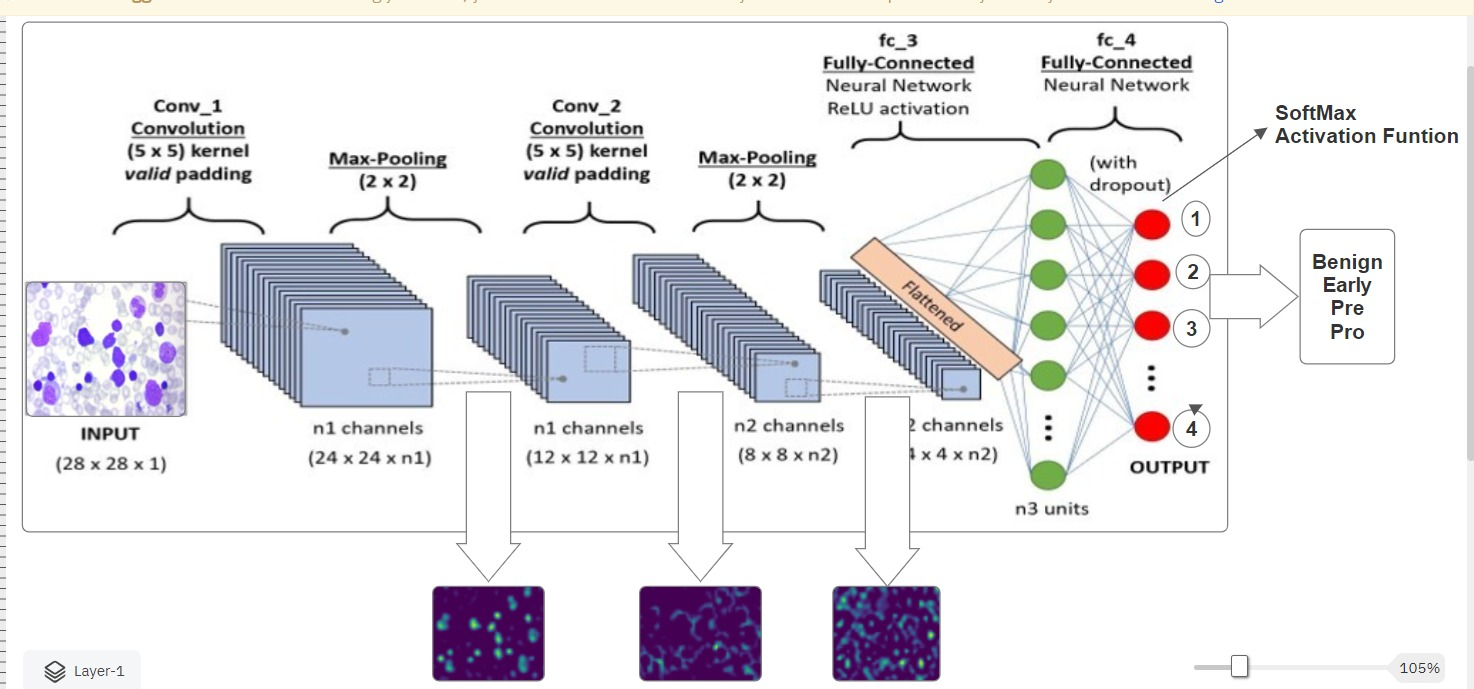 fc_3
Fully-Connected
Neural Network
ReLU activation
fc_4
Fully-Connected
Neural Network
SoftMax
Activation Funtion
Conv_1
Convolution
(5 x 5) kernel
valid padding
Max-Pooling
(2 x 2)
Conv_2
Convolution
(5 x 5) kernel
valid padding
Max-Pooling
(2 x 2)
(with
dropout)
Flattened
1
2
3
4
Benign
Early
Pre
Pro
INPUT
(28 x 28 x 1)
n1 channels
(24 x 24 x n1)
n1 channels
(12 x 12 x n1)
n2 channels
(8 x 8 x n2)
2 channels
x 4 x n2)
OUTPUT
n3 units
Layer-1
105%